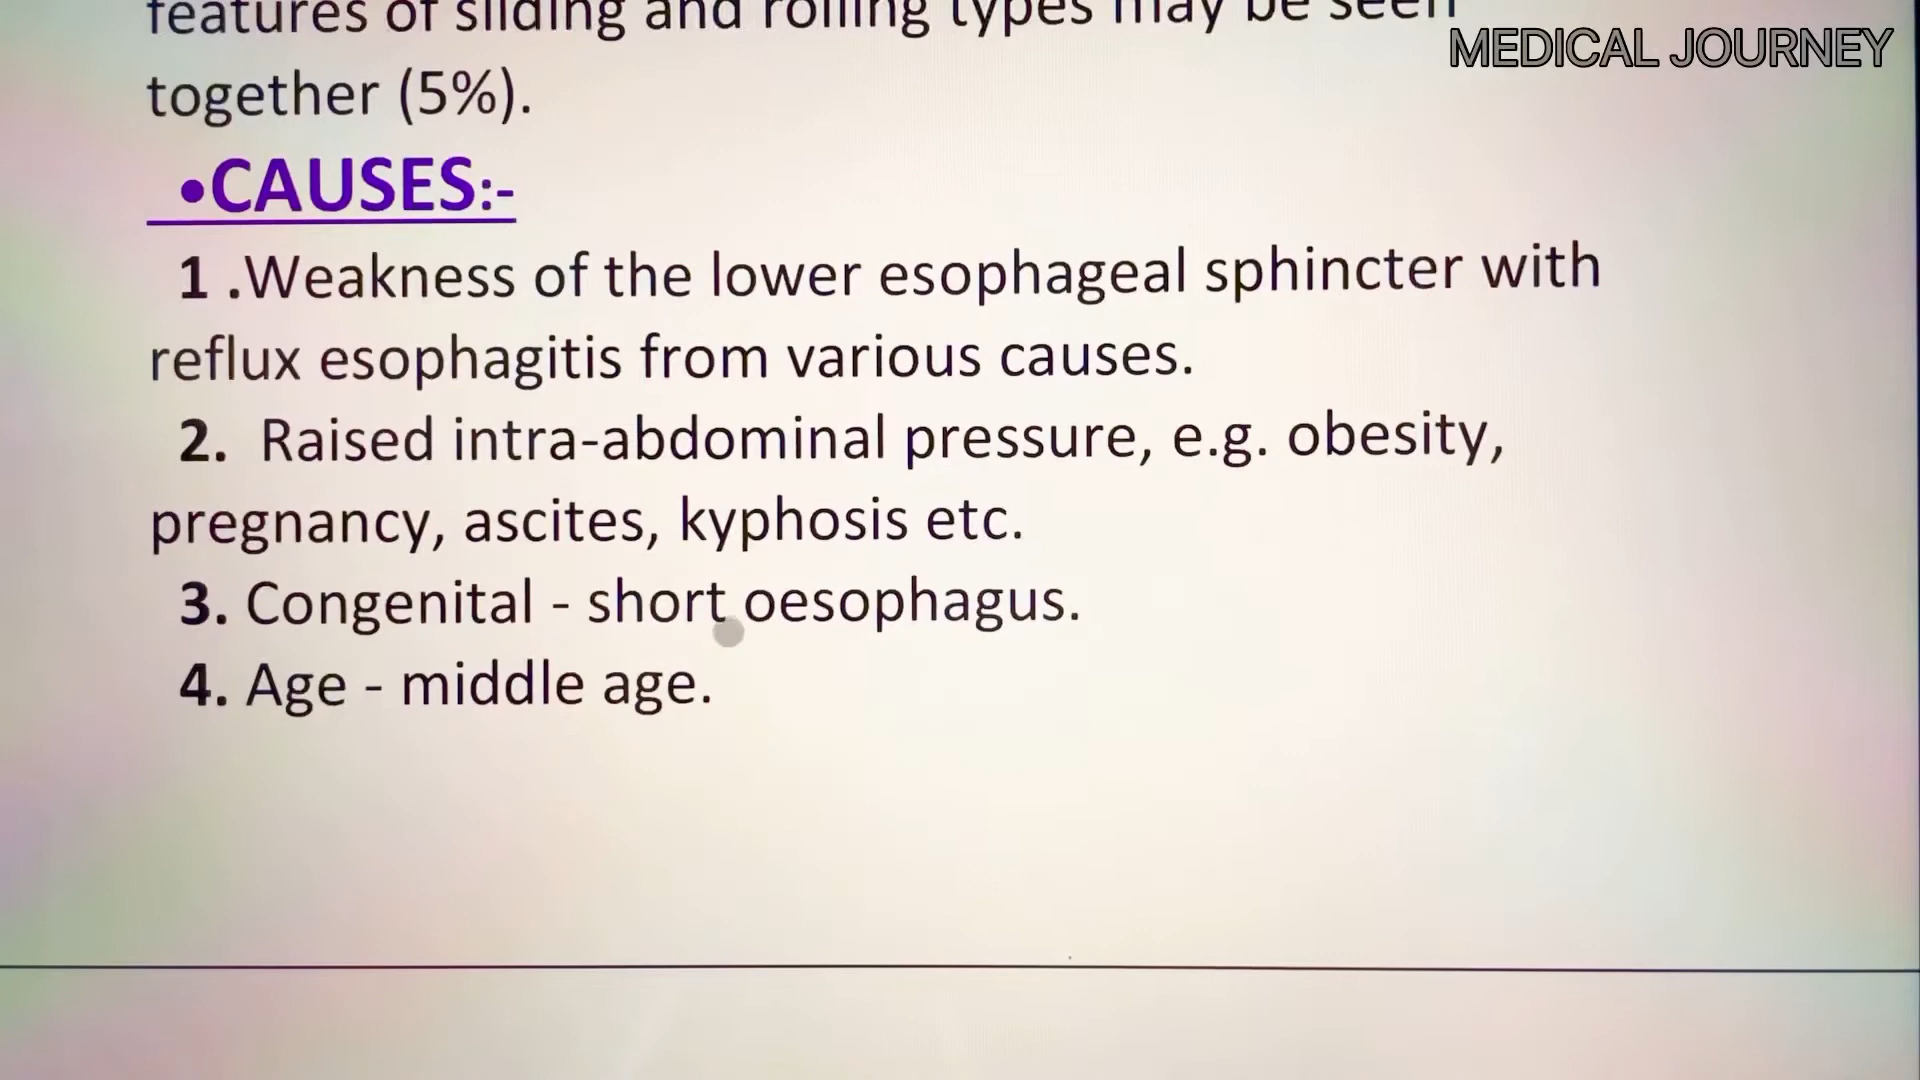 features of sliding and rolling types may be seen
MEDICAL JOURNEY
together (5%).
•CAUSES:-
1 .Weakness of the lower esophageal sphincter with
reflux esophagitis from various causes.
2. Raised intra-abdominal pressure, e.g. obesity,
pregnancy, ascites, kyphosis etc.
3. Congenital - short oesophagus.
4. Age - middle age.